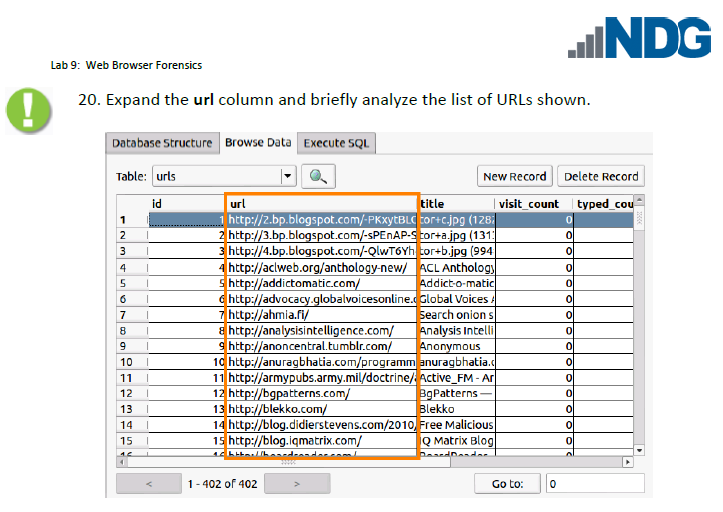 NDG
Lab 9: Web Browser Forensics
20. Expand the url column and briefly analyze the list of URLs shown.
Database Structure Browse Data Execute SQL
Table: urls New Record Delete Record
id url title visit_count typed_cou
1 1 http://2.bp.blogspot.com/-PKxytBLC tor+c.jpg (128 0
2 2 http://3.bp.blogspot.com/-sPEnAP-S tor+a.jpg (131 0
3 3 http://4.bp.blogspot.com/-QlwT6Yh tor+b.jpg (994 0
4 4 http://aclweb.org/anthology-new/ ACL Anthology 0
5 5 http://addictomatic.com/ Addict-o-matic 0
6 6 http://advocacy.globalvoicesonline. Global Voices 0
7 7 http://ahmia.fi/ Search onion s 0
8 8 http://analysisintelligence.com/ Analysis Intelli 0
9 9 http://anoncentral.tumblr.com/ Anonymous 0
10 10 http://anuragbhatia.com/programm anuragbhatia.c 0
11 11 http://armypubs.army.mil/doctrine/ Active_FM - Ar 0
12 12 http://bgpatterns.com/ BgPatterns — 0
13 13 http://blekko.com/ Blekko 0
14 14 http://blog.didierstevens.com/2010/ Free Malicious 0
15 15 http://blog.iqmatrix.com/ IQ Matrix Blog 0
16 16 http://boardreader.com/ BoardReader 0
< 1 - 402 of 402 > Go to: 0